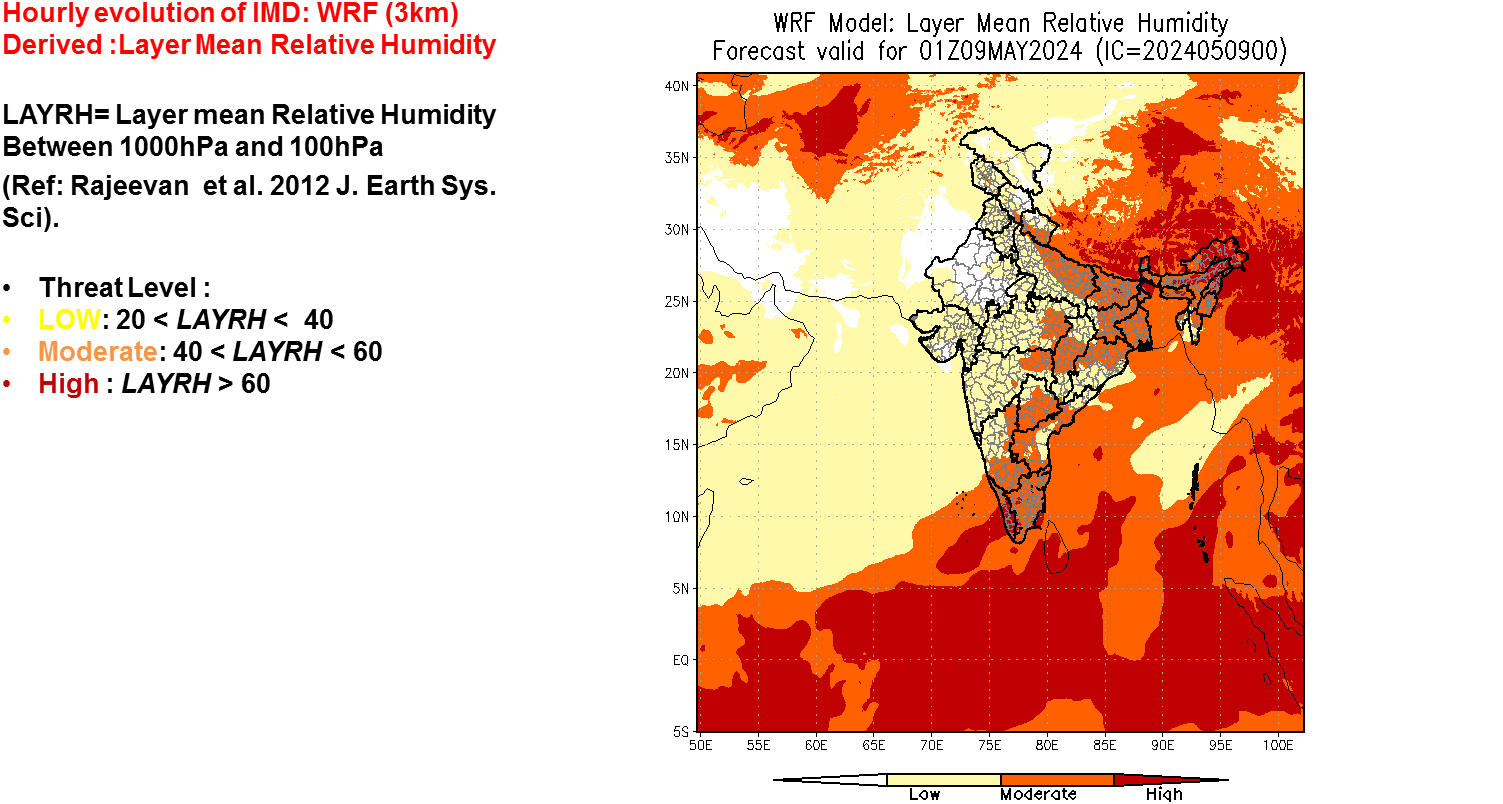 Hourly evolution of IMD: WRF (3km)
Derived :Layer Mean Relative Humidity
LAYRH= Layer mean Relative Humidity
Between 1000hPa and 100hPa
(Ref: Rajeevan et al. 2012 J. Earth Sys.
Sci).
• Threat Level :
• LOW: 20 < LAYRH < 40
• Moderate: 40 < LAYRH < 60
• High : LAYRH > 60
WRF Model: Layer Mean Relative Humidity
Forecast valid for 01Z09MAY2024 (IC=2024050900)
40N
35N
30N
25N
20N
15N
10N
5N
EQ
5S
50E 55E 60E 65E 70E 75E 80E 85E 90E 95E 100E
Low Moderate High